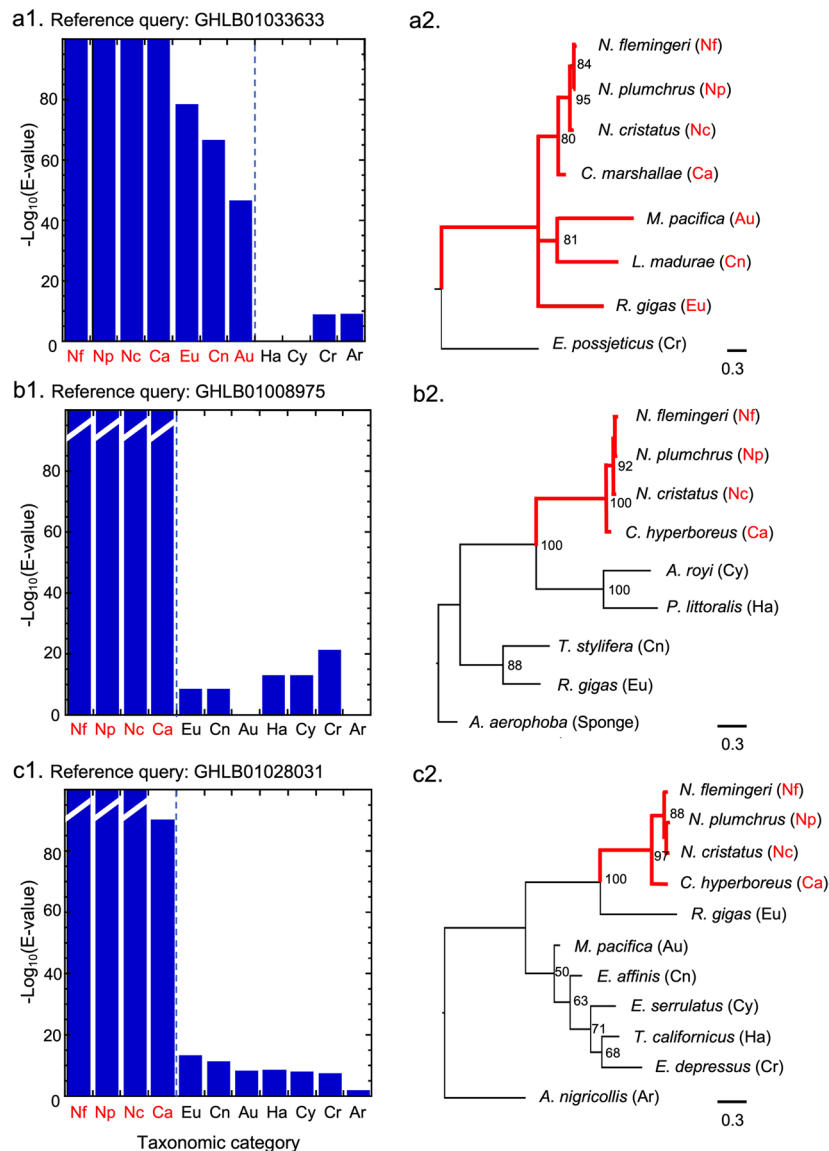 a1. Reference query: GHLB01033633
-Log10(E-value)
80
60
40
20
0
Nf Np Nc Ca Eu Cn Au Ha Cy Cr Ar
a2.
N. flemingeri (Nf)
84
N. plumchrus (Np)
95
N. cristatus (Nc)
80
C. marshallae (Ca)
M. pacifica (Au)
81
L. madurae (Cn)
R. gigas (Eu)
E. possjeticus (Cr)
0.3
b1. Reference query: GHLB01008975
-Log10(E-value)
80
60
40
20
0
Nf Np Nc Ca Eu Cn Au Ha Cy Cr Ar
b2.
N. flemingeri (Nf)
N. plumchrus (Np)
92
N. cristatus (Nc)
100
C. hyperboreus (Ca)
100
A. royi (Cy)
100
P. littoralis (Ha)
T. stylifera (Cn)
88
R. gigas (Eu)
A. aerophoba (Sponge)
0.3
c1. Reference query: GHLB01028031
-Log10(E-value)
80
60
40
20
0
Nf Np Nc Ca Eu Cn Au Ha Cy Cr Ar
Taxonomic category
c2.
N. flemingeri (Nf)
88
N. plumchrus (Np)
N. cristatus (Nc)
97
100
C. hyperboreus (Ca)
R. gigas (Eu)
M. pacifica (Au)
50
E. affinis (Cn)
63
E. serrulatus (Cy)
71
T. californicus (Ha)
68
E. depressus (Cr)
A. nigricollis (Ar)
0.3